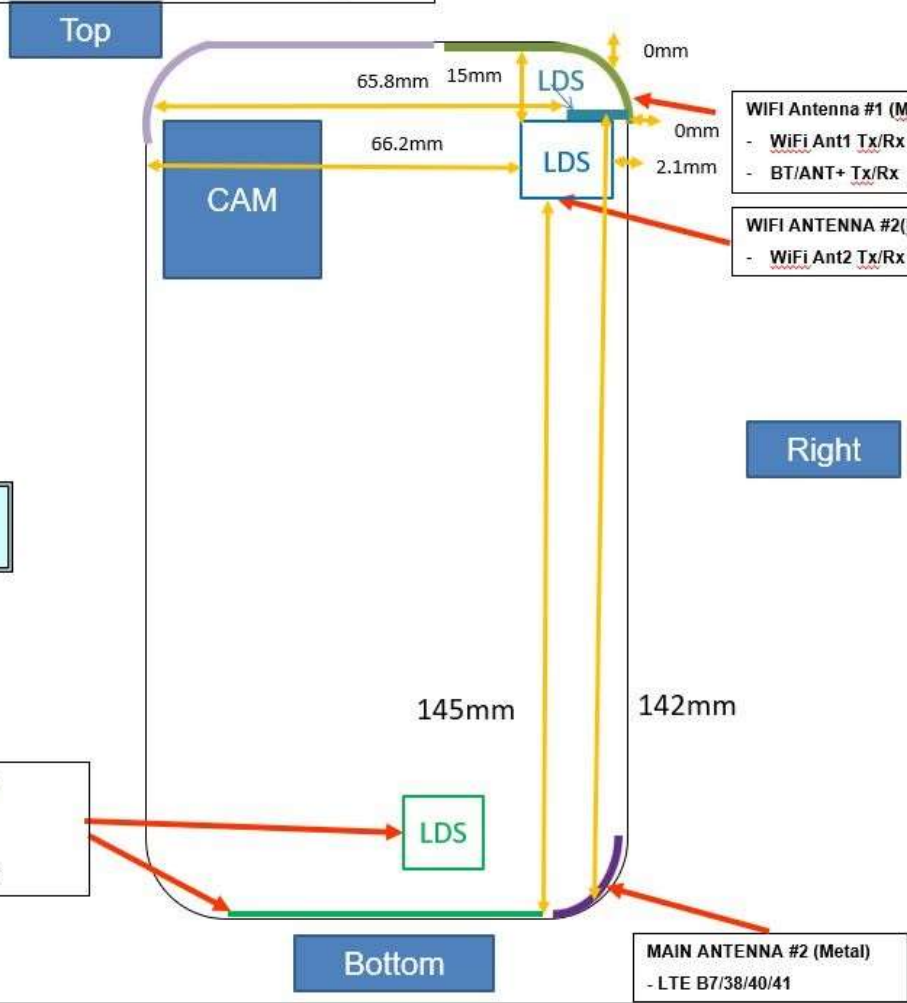 Top
0mm
65.8mm
15mm
LDS
WIFI Antenna #1 (M
- WiFi Ant1 Tx/Rx
- BT/ANT+ Tx/Rx
0mm
66.2mm
LDS
2.1mm
CAM
WIFI ANTENNA #2(
- WiFi Ant2 Tx/Rx
Right
145mm
142mm
LDS
Bottom
MAIN ANTENNA #2 (Metal)
- LTE B7/38/40/41